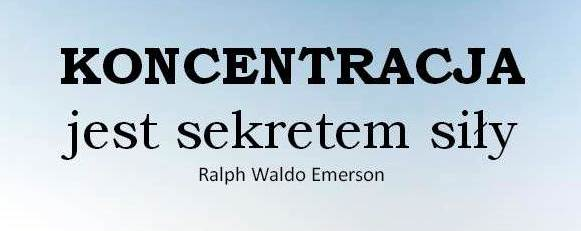 KONCENTRACJA
jest sekretem siły
Ralph Waldo Emerson